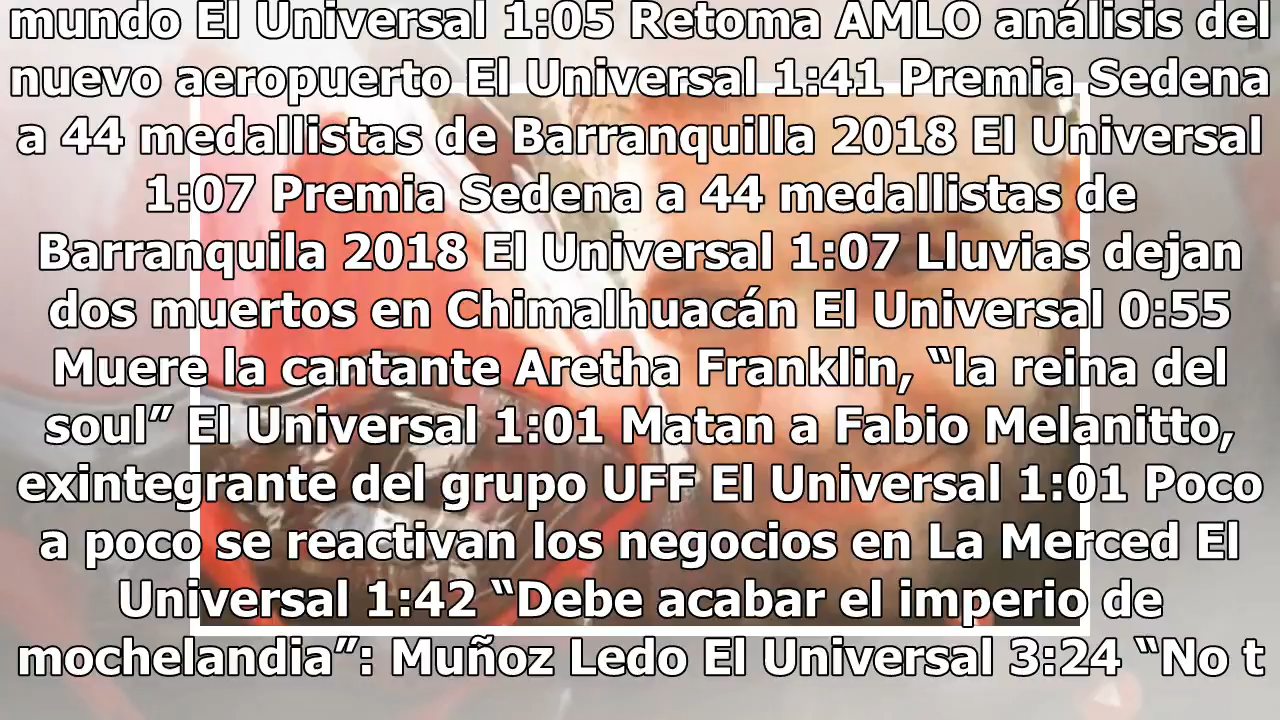 mundo El Universal 1:05 Retoma AMLO análisis del
nuevo aeropuerto El Universal 1:41 Premia Sedena
a 44 medallistas de Barranquilla 2018 El Universal
1:07 Premia Sedena a 44 medallistas de
Barranquila 2018 El Universal 1:07 Lluvias dejan
dos muertos en Chimalhuacán El Universal 0:55
Muere la cantante Aretha Franklin, “la reina del
soul” El Universal 1:01 Matan a Fabio Melanitto,
exintegrante del grupo UFF El Universal 1:01 Poco
a poco se reactivan los negocios en La Merced El
Universal 1:42 “Debe acabar el imperio de
mochelandia”: Muñoz Ledo El Universal 3:24 “No t